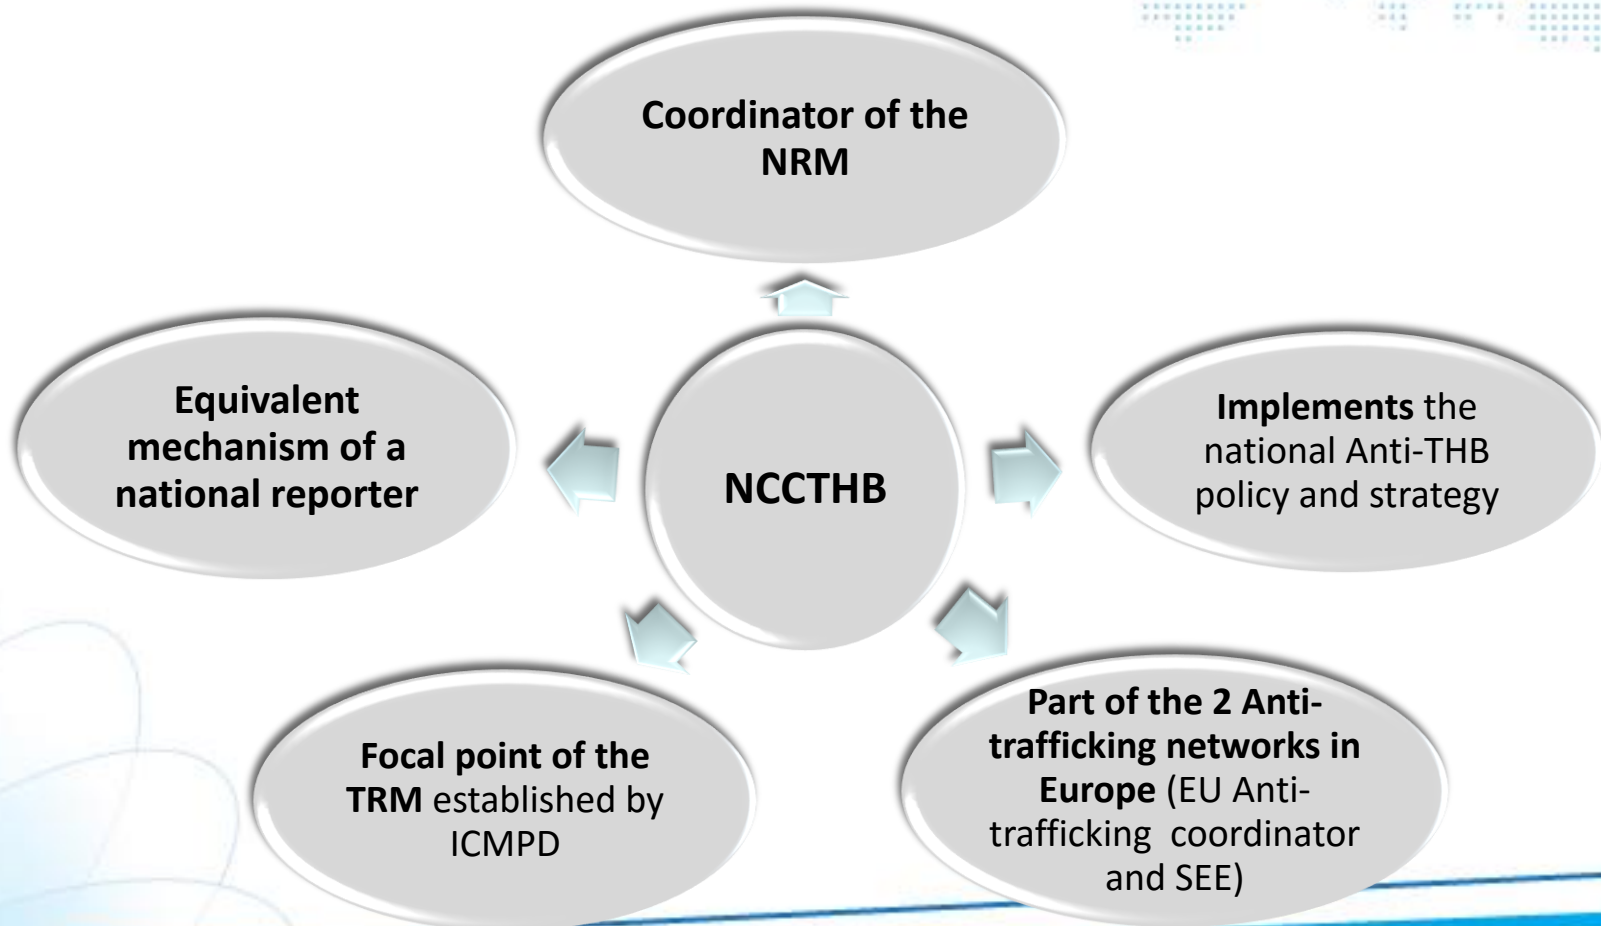 Coordinator of the
NRM
Equivalent
mechanism of a
national reporter
NCCTHB
Implements the
national Anti-THB
policy and strategy
Focal point of the
TRM established by
ICMPD
Part of the 2 Anti-
trafficking networks in
Europe (EU Anti-
trafficking coordinator
and SEE)